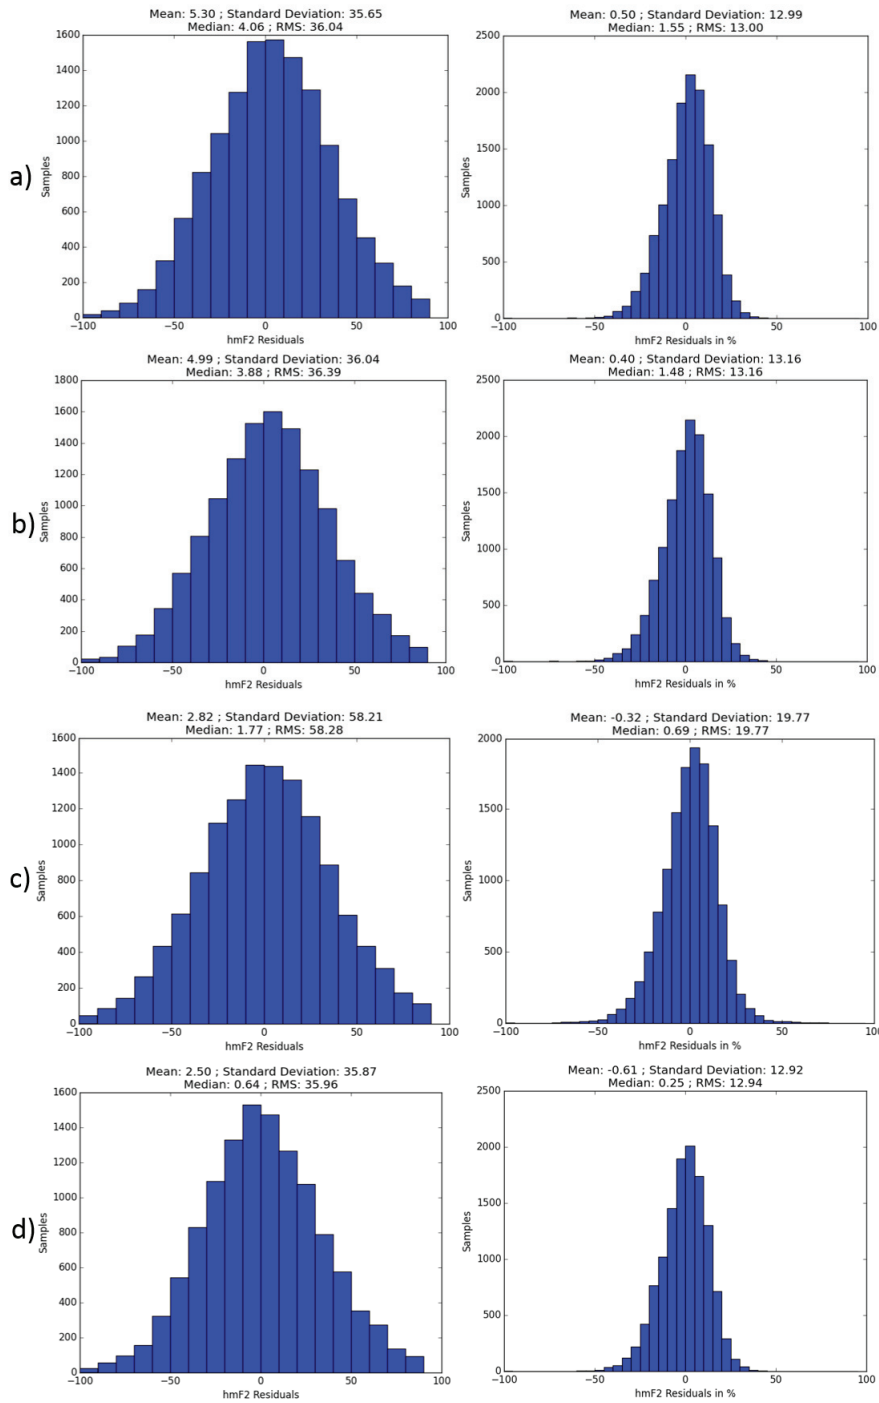 Mean: 5.30 ; Standard Deviation: 35.65
Median: 4.06 ; RMS: 36.04
1600
1400
1200
1000
800
600
400
200
0
Samples
−100
−50
0
50
100
hmF2 Residuals
Mean: 0.50 ; Standard Deviation: 12.99
Median: 1.55 ; RMS: 13.00
2500
2000
1500
1000
500
0
Samples
−100
−50
0
50
100
hmF2 Residuals in %
a)
Mean: 4.99 ; Standard Deviation: 36.04
Median: 3.88 ; RMS: 36.39
1800
1600
1400
1200
1000
800
600
400
200
0
Samples
−100
−50
0
50
100
hmF2 Residuals
Mean: 0.40 ; Standard Deviation: 13.16
Median: 1.48 ; RMS: 13.16
2500
2000
1500
1000
500
0
Samples
−100
−50
0
50
100
hmF2 Residuals in %
b)
Mean: 2.82 ; Standard Deviation: 58.21
Median: 1.77 ; RMS: 58.28
1600
1400
1200
1000
800
600
400
200
0
Samples
−100
−50
0
50
100
hmF2 Residuals
Mean: -0.32 ; Standard Deviation: 19.77
Median: 0.69 ; RMS: 19.77
2000
1500
1000
500
0
Samples
−100
−50
0
50
100
hmF2 Residuals in %
c)
Mean: 2.50 ; Standard Deviation: 35.87
Median: 0.64 ; RMS: 35.96
1600
1400
1200
1000
800
600
400
200
0
Samples
−100
−50
0
50
100
hmF2 Residuals
Mean: -0.61 ; Standard Deviation: 12.92
Median: 0.25 ; RMS: 12.94
2500
2000
1500
1000
500
0
Samples
−100
−50
0
50
100
hmF2 Residuals in %
d)